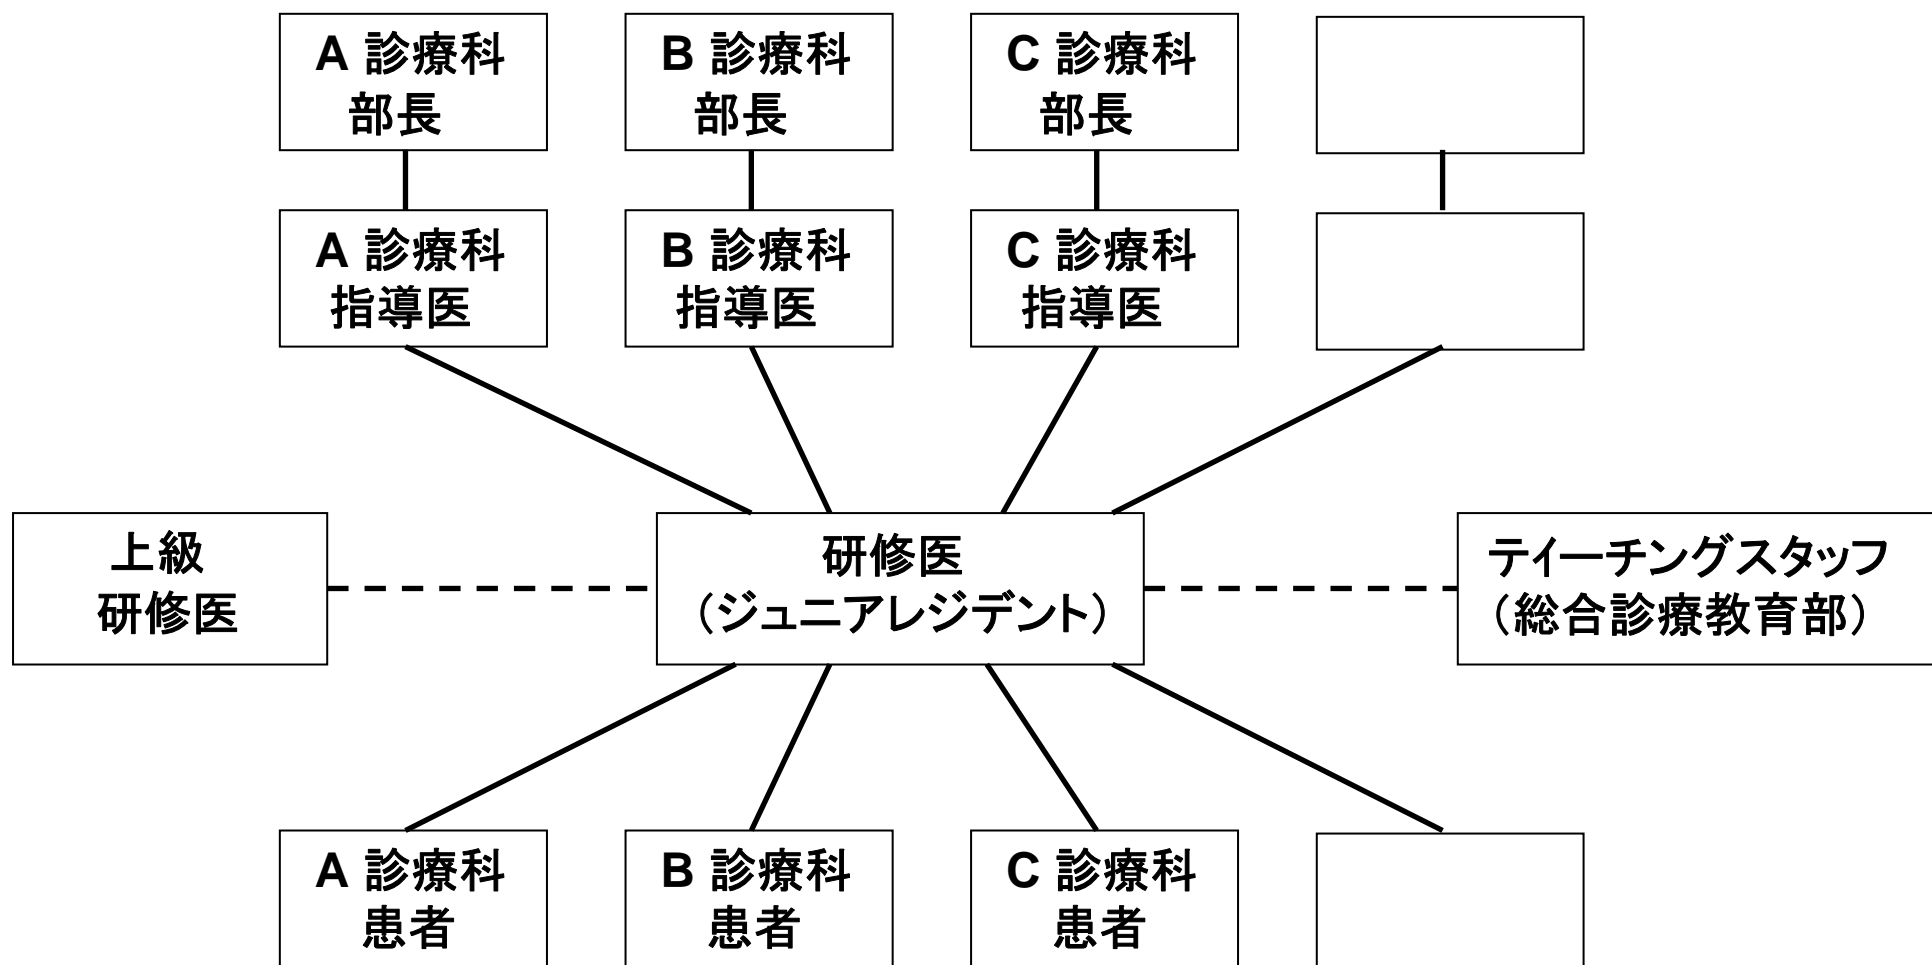 A 診療科
部長
B 診療科
部長
C 診療科
部長
A 診療科
指導医
B 診療科
指導医
C 診療科
指導医
上級
研修医
研修医
（ジュニアレジデント）
テイーチングスタッフ
（総合診療教育部）
A 診療科
患者
B 診療科
患者
C 診療科
患者